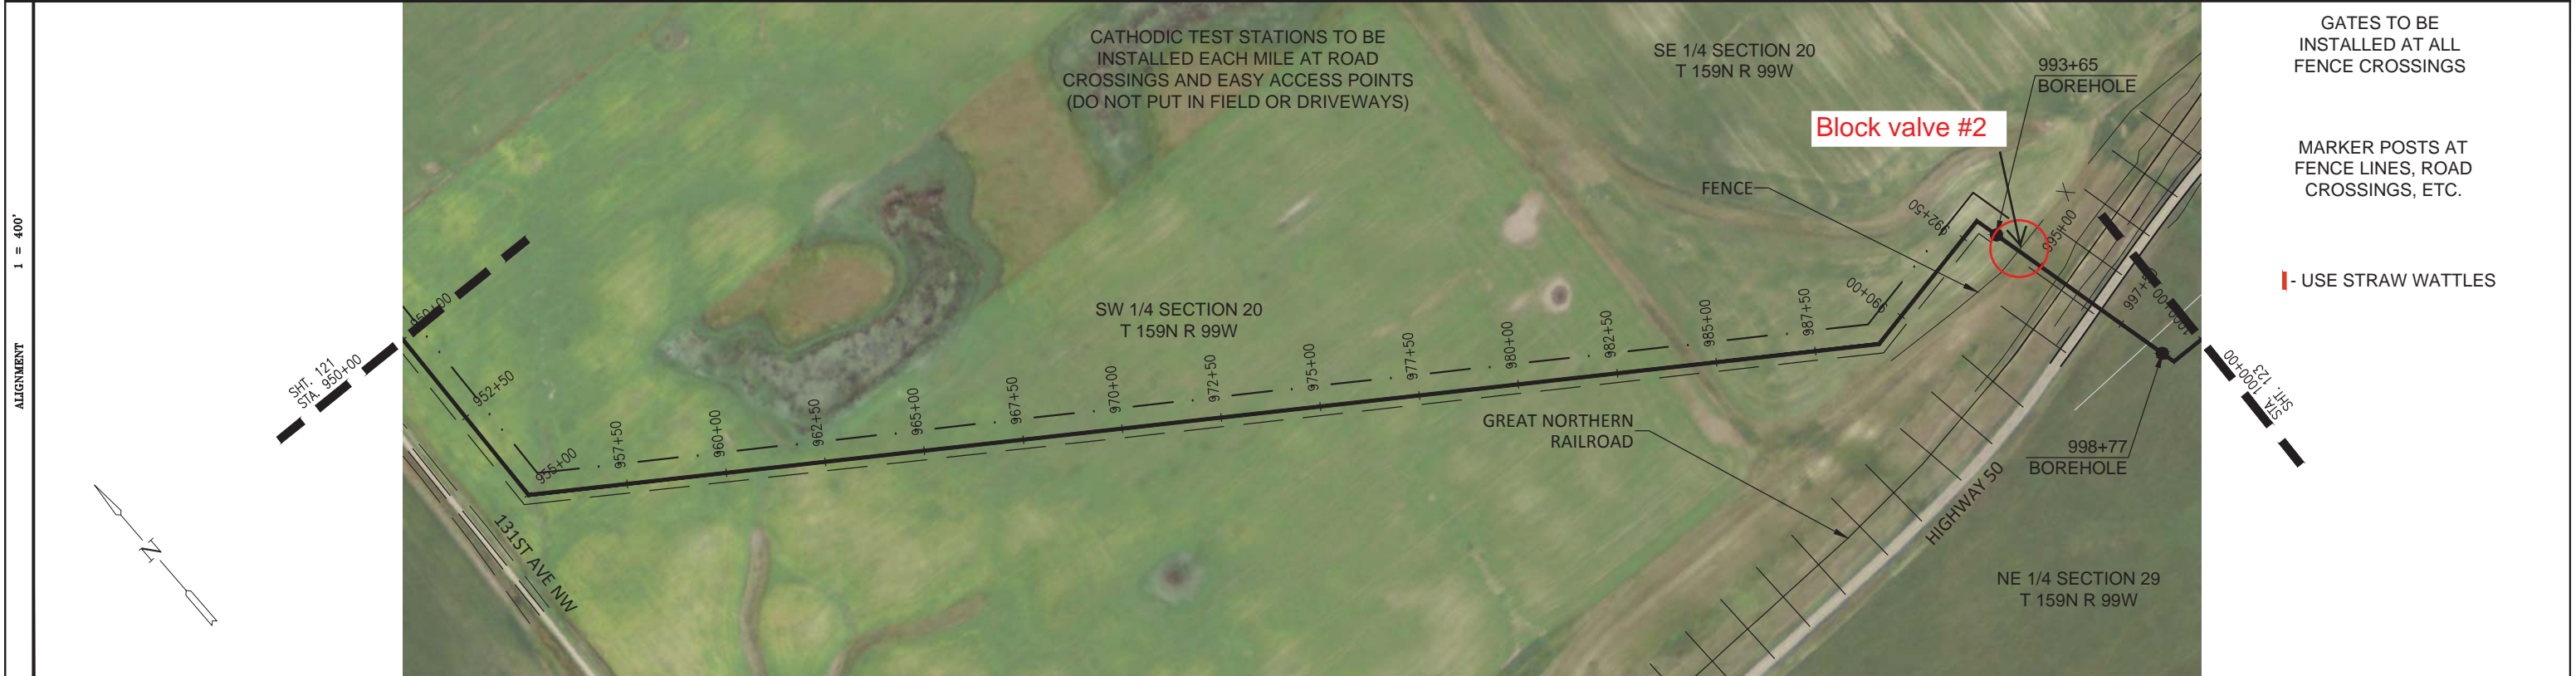 ALIGNMENT 1 = 400'
CATHODIC TEST STATIONS TO BE
INSTALLED EACH MILE AT ROAD
CROSSINGS AND EASY ACCESS POINTS
(DO NOT PUT IN FIELD OR DRIVEWAYS)
SE 1/4 SECTION 20
T 159N R 99W
993+65
BOREHOLE
Block valve #2
FENCE
GATES TO BE
INSTALLED AT ALL
FENCE CROSSINGS
MARKER POSTS AT
FENCE LINES, ROAD
CROSSINGS, ETC.
- USE STRAW WATTLES
SW 1/4 SECTION 20
T 159N R 99W
SHT. 121
STA. 950+00
950+00
952+50
955+00
957+50
960+00
962+50
965+00
967+50
970+00
972+50
975+00
977+50
980+00
982+50
985+00
987+50
990+00
992+50
995+00
1000+00
STA. 1000+00
SHT. 123
GREAT NORTHERN
RAILROAD
998+77
BOREHOLE
HIGHWAY 50
131ST AVE NW
NE 1/4 SECTION 29
T 159N R 99W
N